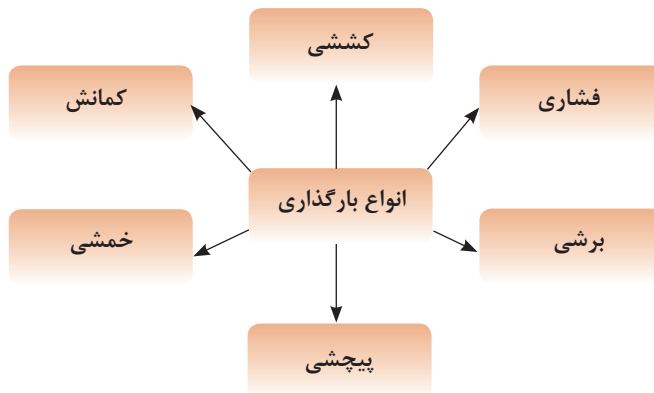 کششی
فشاری
کمانش
انواع بارگذاری
برشی
خمشی
پیچشی